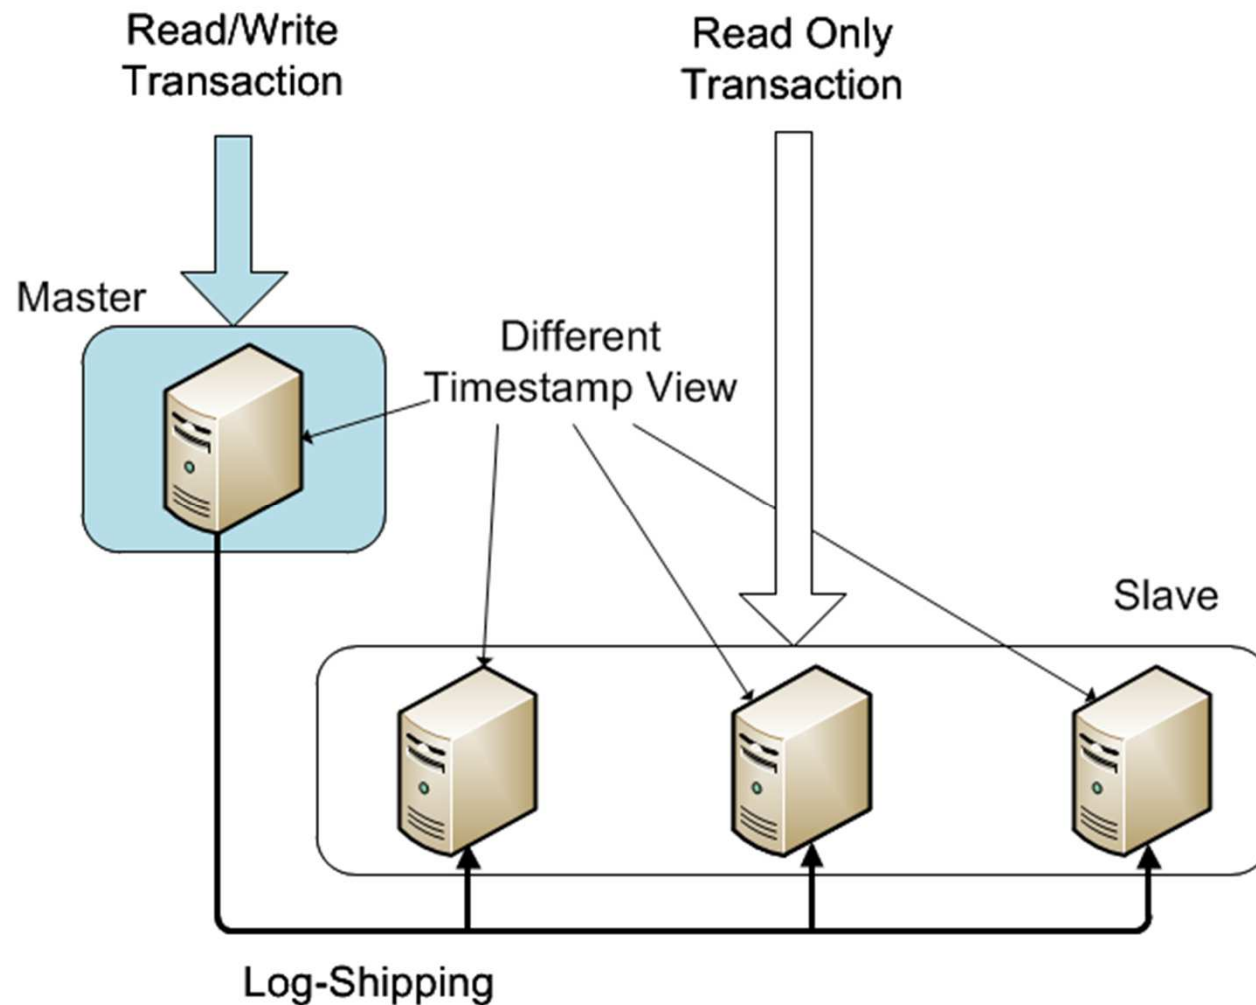 Read/Write
Transaction
Read Only
Transaction
Master
Different
Timestamp View
Slave
Log-Shipping